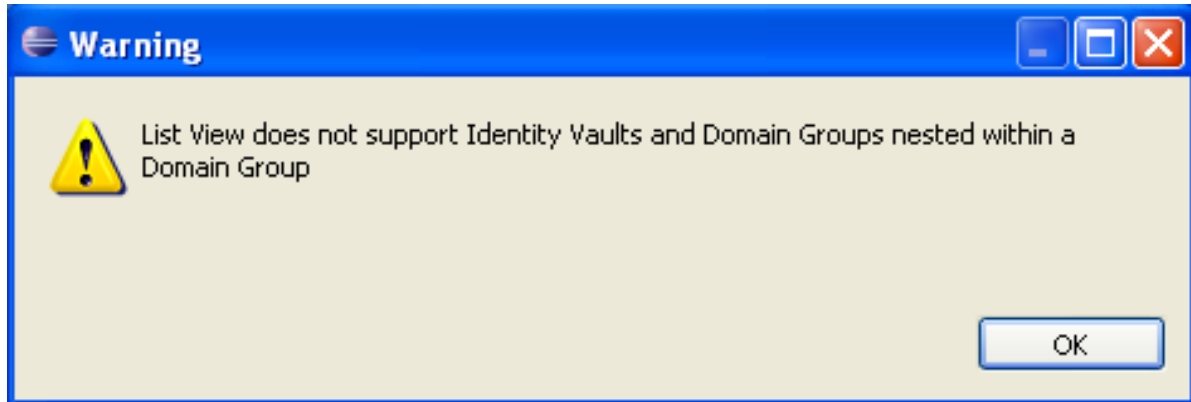 Warning
List View does not support Identity Vaults and Domain Groups nested within a
Domain Group
OK